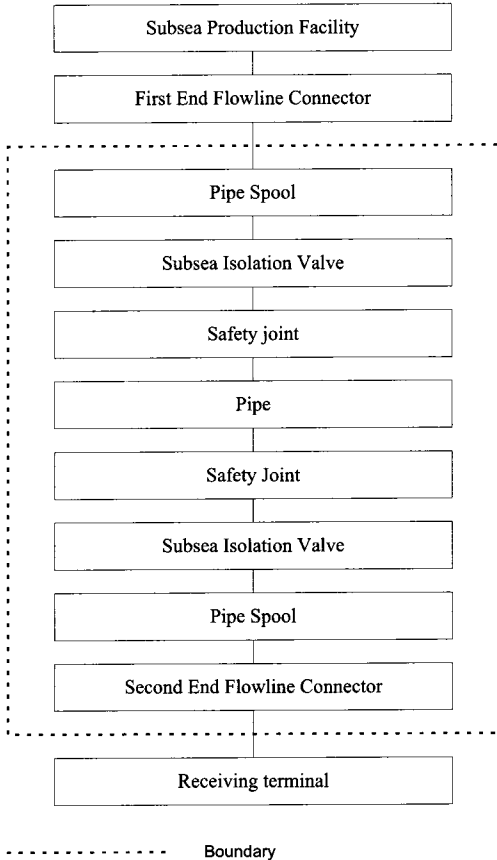 Subsea Production Facility
First End Flowline Connector
Pipe Spool
Subsea Isolation Valve
Safety joint
Pipe
Safety Joint
Subsea Isolation Valve
Pipe Spool
Second End Flowline Connector
Receiving terminal
Boundary